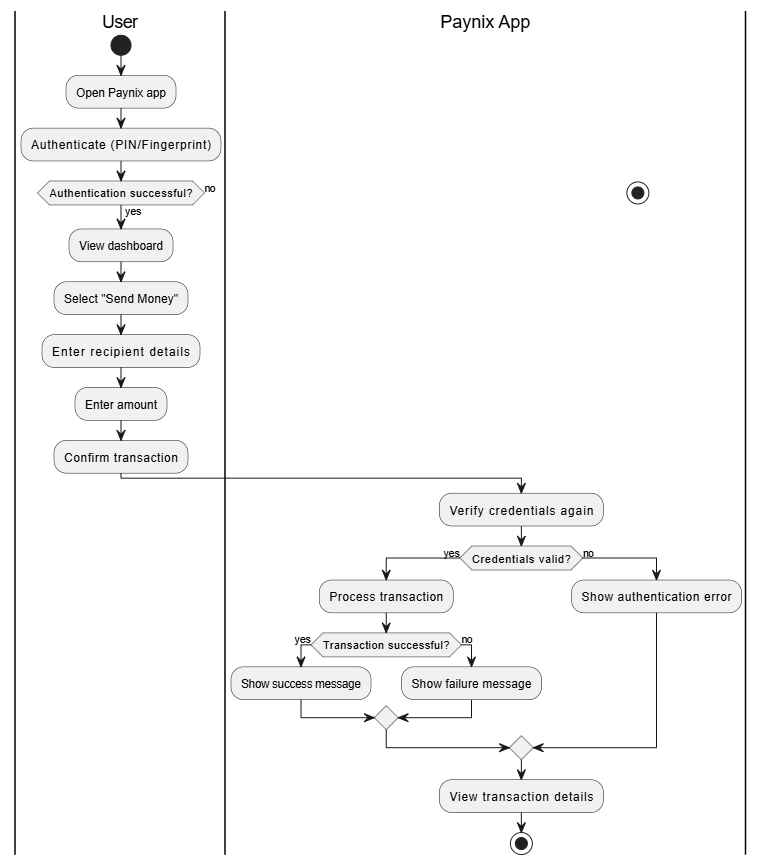 User
Paynix App
Open Paynix app
Authenticate (PIN/Fingerprint)
Authentication successful?
no
yes
View dashboard
Select "Send Money"
Enter recipient details
Enter amount
Confirm transaction
Verify credentials again
yes
Credentials valid?
no
Process transaction
Show authentication error
yes
Transaction successful?
no
Show success message
Show failure message
View transaction details